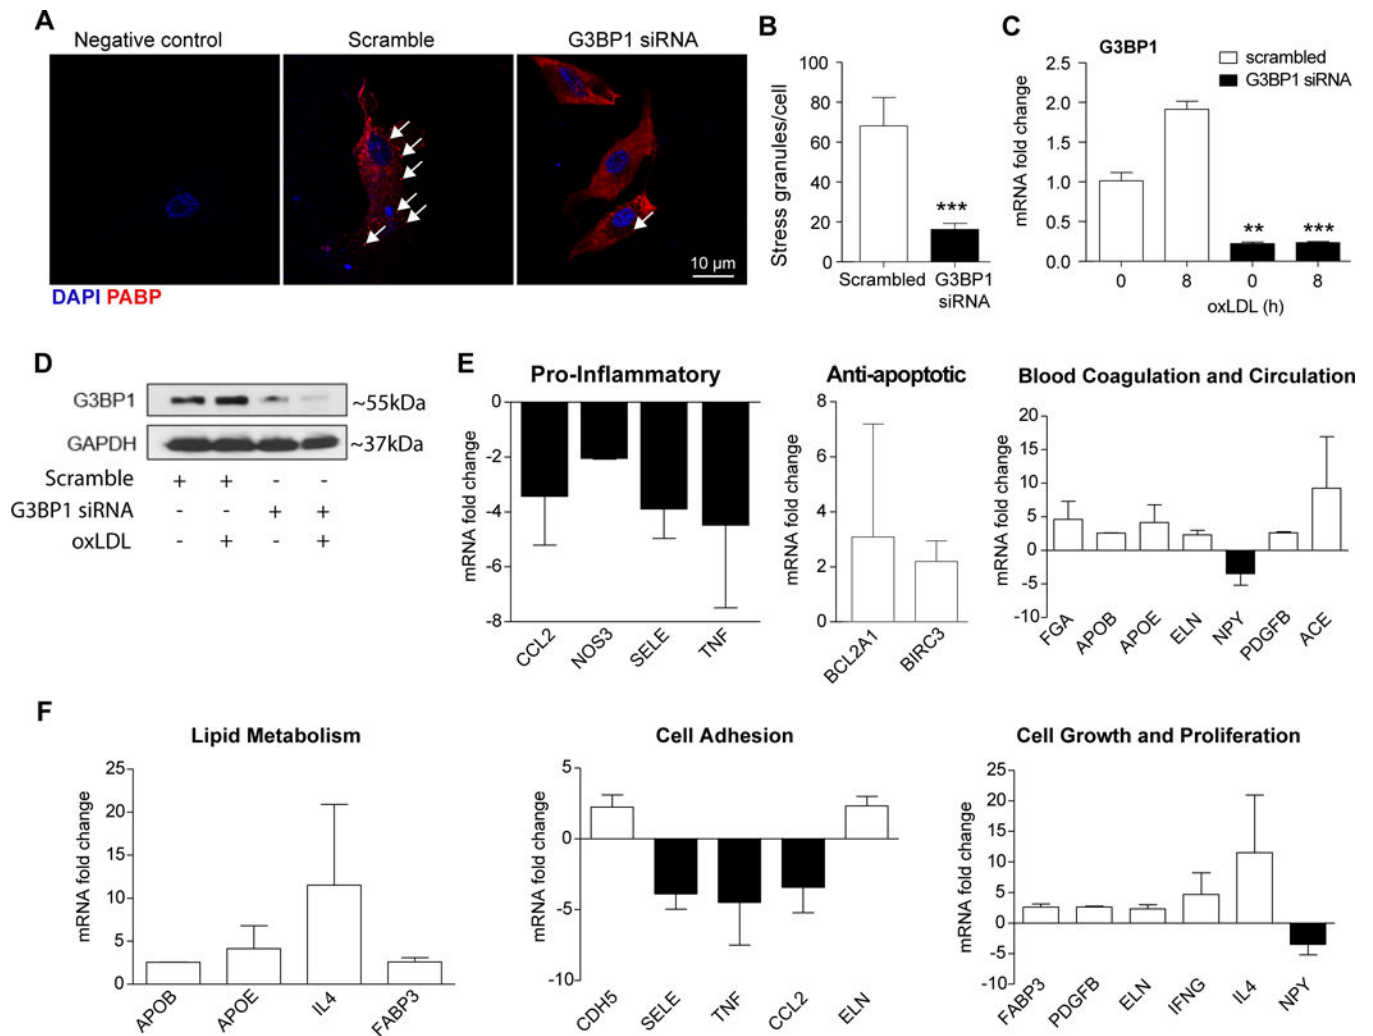 A
Negative control
Scramble
G3BP1 siRNA
10 µm
DAPI PABP
B
Stress granules/cell
100
80
60
40
20
0
***
Scrambled
G3BP1
siRNA
C
G3BP1
scrambled
G3BP1 siRNA
mRNA fold change
2.5
2.0
1.5
1.0
0.5
0.0
** ***
0 8 0 8
oxLDL (h)
D
G3BP1 ~55kDa
GAPDH ~37kDa
Scramble + + - -
G3BP1 siRNA - - + +
oxLDL - + - +
E
Pro-Inflammatory
mRNA fold change
0
-2
-4
-6
-8
CCL2 NOS3 SELE TNF
Anti-apoptotic
mRNA fold change
8
6
4
2
0
BCL2A1 BIRC3
Blood Coagulation and Circulation
mRNA fold change
20
15
10
5
0
-5
-10
FGA APOB APOE ELN NPY PDGFB ACE
F
Lipid Metabolism
mRNA fold change
25
20
15
10
5
0
APOB APOE IL4 FABP3
Cell Adhesion
mRNA fold change
5
0
-5
-10
CDH5 SELE TNF CCL2 ELN
Cell Growth and Proliferation
mRNA fold change
25
20
15
10
5
0
-5
-10
FABP3 PDGFB ELN IFNG IL4 NPY